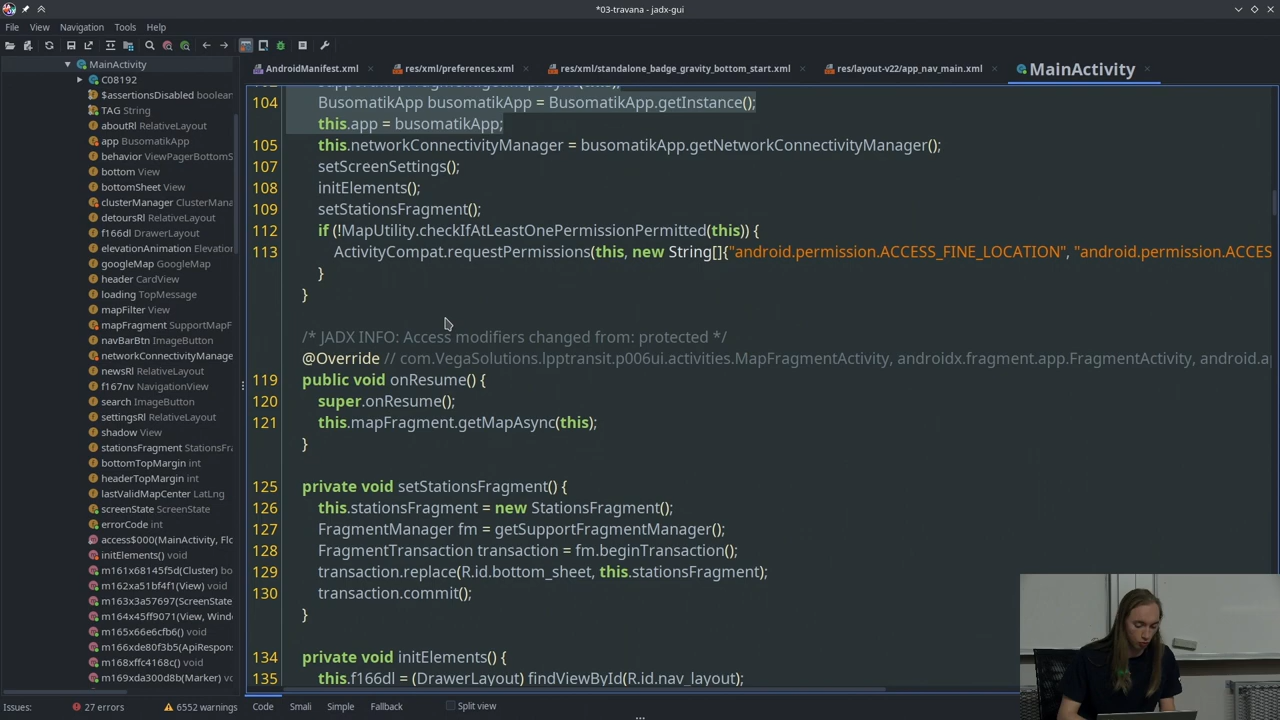 *03-travana - jadx-gui
File View Navigation Tools Help
MainActivity
C08192
$assertionsDisabled boolean
TAG String
aboutRl RelativeLayout
app BusomatikApp
behavior ViewPagerBottomS
bottom View
bottomSheet View
clusterManager ClusterMana
detoursRl RelativeLayout
f166dl DrawerLayout
elevationAnimation Elevation
googleMap GoogleMap
header CardView
loading TopMessage
mapFilter View
mapFragment SupportMapF
navBarBtn ImageButton
networkConnectivityManage
newsRl RelativeLayout
f167nv NavigationView
search ImageButton
settingsRl RelativeLayout
shadow View
stationsFragment StationsFra
bottomTopMargin int
headerTopMargin int
lastValidMapCenter LatLng
screenState ScreenState
errorCode int
access$000(MainActivity, Flo
initElements() void
m161x68145f5d(Cluster) bo
m162xa51bf4f1(View) void
m163x3a57697(ScreenState
m164x45ff9071(View, Windo
m165x66e6cfb6() void
m166xde80f3b5(ApiRespon
m168xffc4168c() void
m169xda300d8b(Marker) void
AndroidManifest.xml res/xml/preferences.xml res/xml/standalone_badge_gravity_bottom_start.xml res/layout-v22/app_nav_main.xml MainActivity
104 BusomatikApp busomatikApp = BusomatikApp.getInstance();
this.app = busomatikApp;
105 this.networkConnectivityManager = busomatikApp.getNetworkConnectivityManager();
107 setScreenSettings();
108 initElements();
109 setStationsFragment();
112 if (!MapUtility.checkIfAtLeastOnePermissionPermitted(this)) {
113 ActivityCompat.requestPermissions(this, new String[]{"android.permission.ACCESS_FINE_LOCATION", "android.permission.ACCES
}
}
/* JADX INFO: Access modifiers changed from: protected */
@Override // com.VegaSolutions.lpptransit.p006ui.activities.MapFragmentActivity, androidx.fragment.app.FragmentActivity, android.a
119 public void onResume() {
120 super.onResume();
121 this.mapFragment.getMapAsync(this);
}
125 private void setStationsFragment() {
126 this.stationsFragment = new StationsFragment();
127 FragmentManager fm = getSupportFragmentManager();
128 FragmentTransaction transaction = fm.beginTransaction();
129 transaction.replace(R.id.bottom_sheet, this.stationsFragment);
130 transaction.commit();
}
134 private void initElements() {
135 this.f166dl = (DrawerLayout) findViewById(R.id.nav_layout);
Issues: 27 errors 6552 warnings Code Smali Simple Fallback Split view